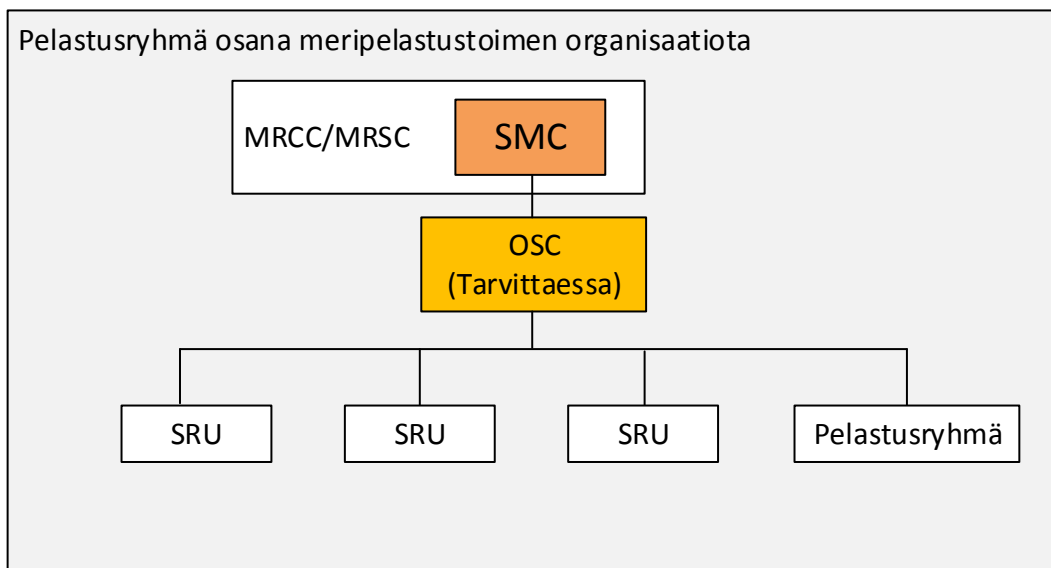 Pelastusryhmä osana meripelastustoimen organisaatiota
MRCC/MRSC
SMC
OSC
(Tarvittaessa)
SRU
SRU
SRU
Pelastusryhmä